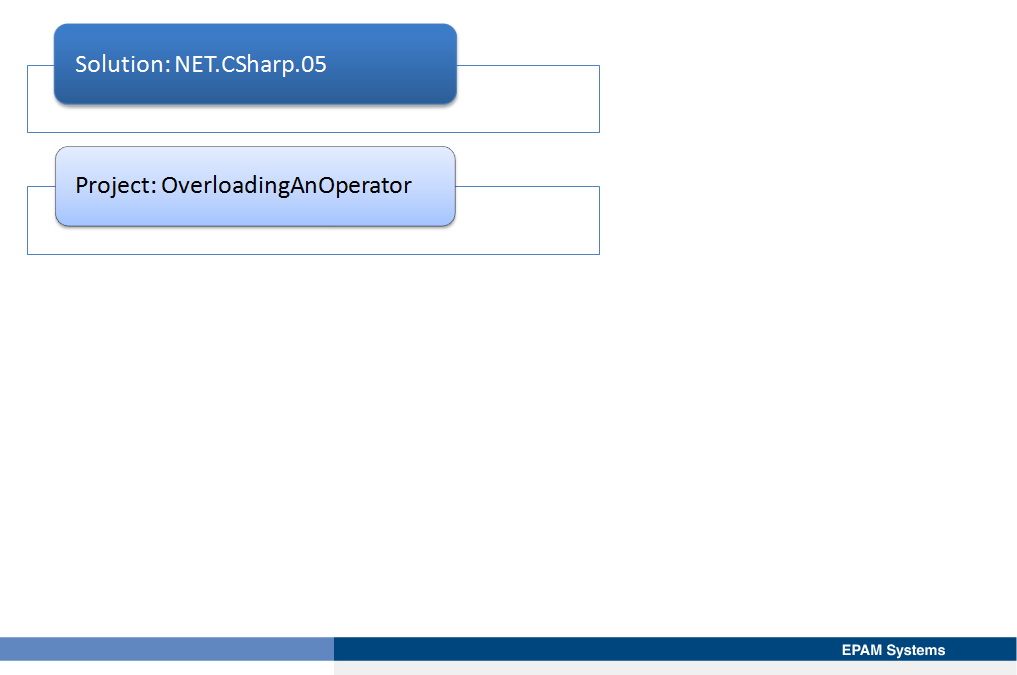 Solution: NET.CSharp.05
Project: OverloadingAnOperator
EPAM Systems